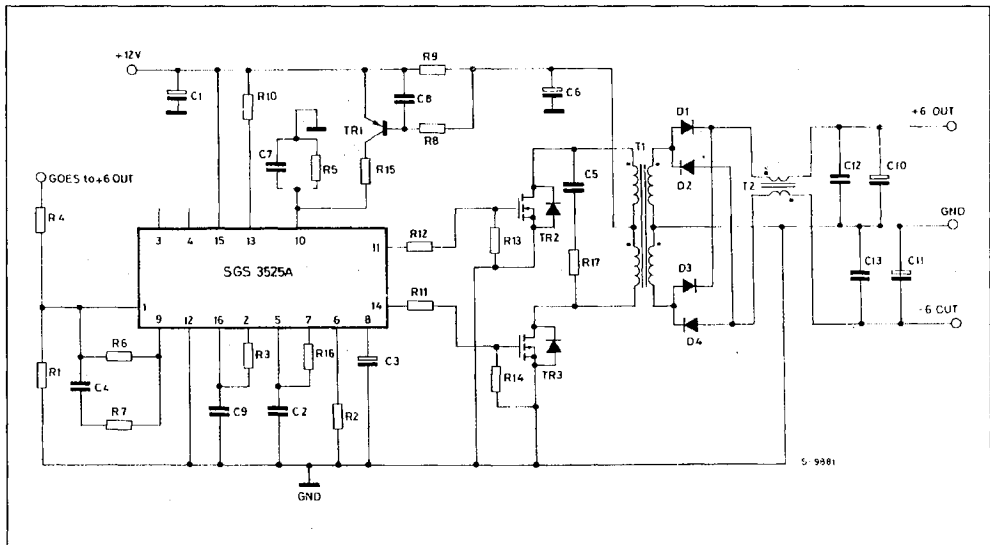 +12V
R9
C1
R10
C8
C6
TR1
R8
C7
R5
R15
D1
+6 OUT
T1
D2
C12
C10
T2
GOES to +6 OUT
R4
C5
3 4 15 13 10
11
R12
R13
TR2
GND
SGS 3525A
R17
14
R11
D3
C13
C11
1
9 12 16 2 5 7 6 8
-6 OUT
D4
R6
R3
R16
C3
R14
TR3
R1
C4
R7
C9
C2
R2
S-9881
GND